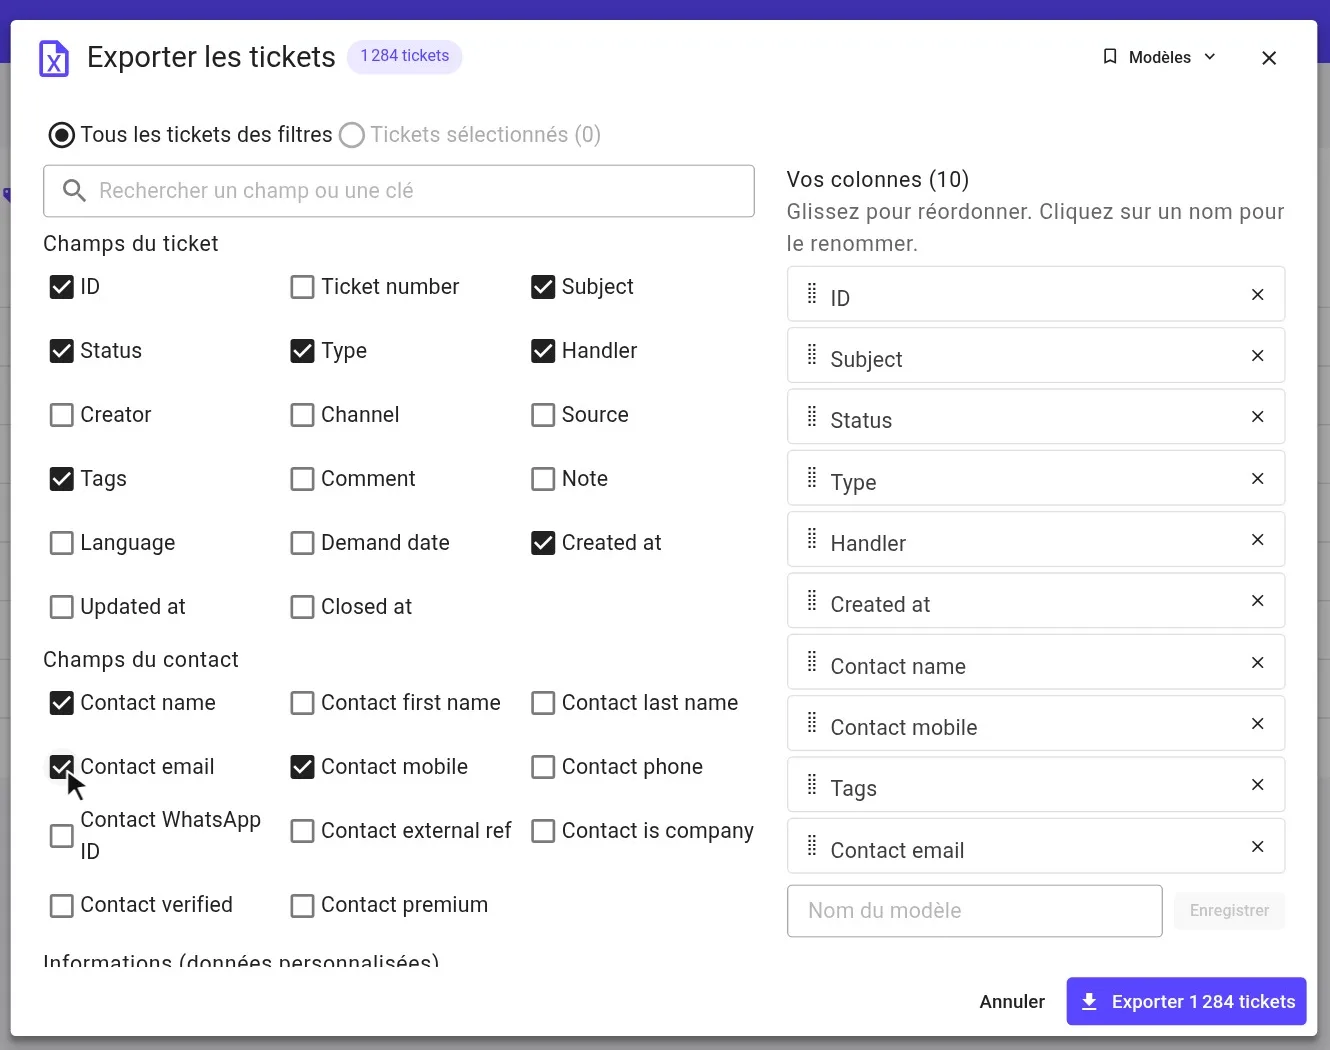 Exporter les tickets
1 284 tickets
Modèles
Tous les tickets des filtres
Tickets sélectionnés (0)
Rechercher un champ ou une clé
Champs du ticket
ID
Ticket number
Subject
Status
Type
Handler
Creator
Channel
Source
Tags
Comment
Note
Language
Demand date
Created at
Updated at
Closed at
Champs du contact
Contact name
Contact first name
Contact last name
Contact email
Contact mobile
Contact phone
Contact WhatsApp
ID
Contact external ref
Contact is company
Contact verified
Contact premium
Informations (données personnalisées)
Vos colonnes (10)
Glissez pour réordonner. Cliquez sur un nom pour
le renommer.
ID
Subject
Status
Type
Handler
Created at
Contact name
Contact mobile
Tags
Contact email
Nom du modèle
Enregistrer
Annuler
Exporter 1 284 tickets